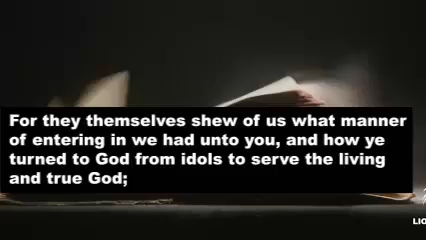 For they themselves shew of us what manner
of entering in we had unto you, and how ye
turned to God from idols to serve the living
and true God;